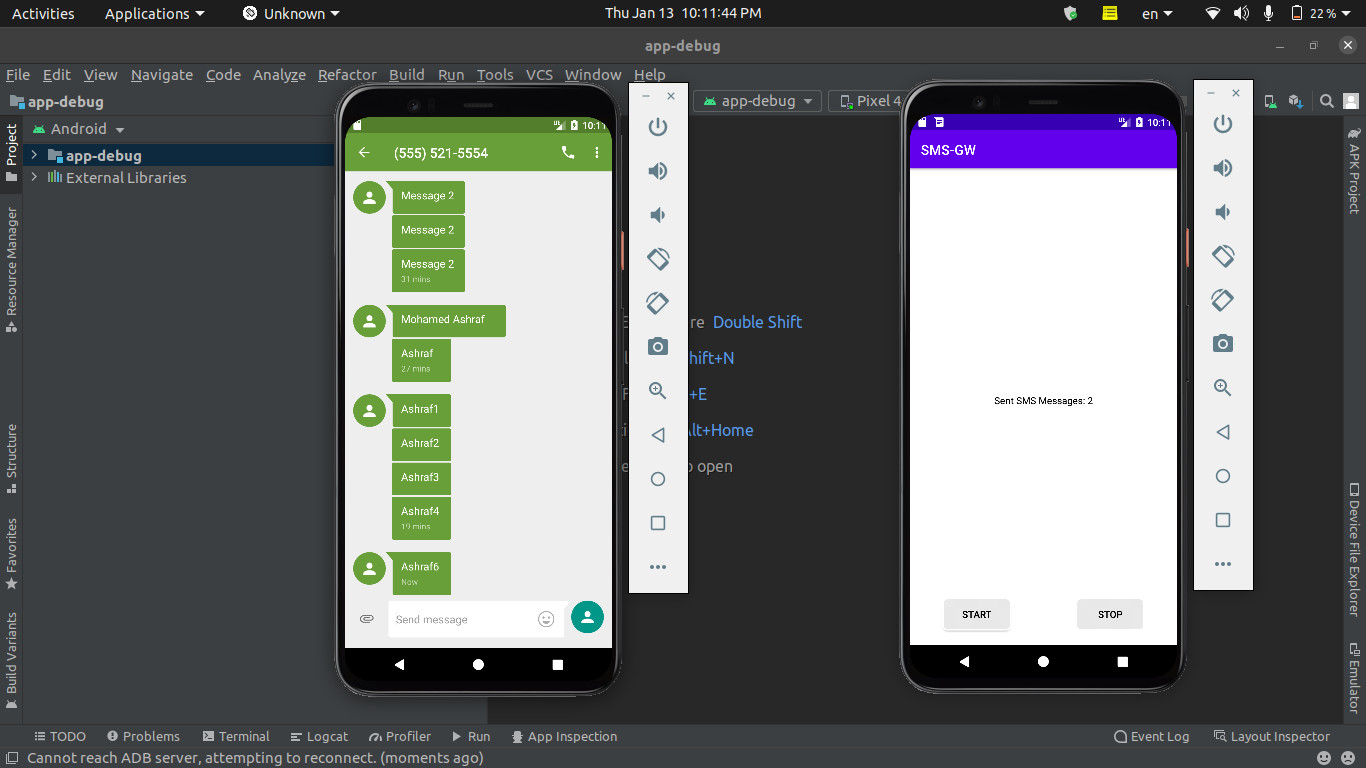 Activities Applications Unknown Thu Jan 13 10:11:44 PM en 22 %
app-debug
File Edit View Navigate Code Analyze Refactor Build Run Tools VCS Window Help
app-debug
app-debug Pixel 4
Android
app-debug
External Libraries
Project
Resource Manager
Structure
Favorites
Build Variants
10:11
(555) 521-5554
Message 2
Message 2
Message 2
31 mins
Mohamed Ashraf
Ashraf
27 mins
Ashraf1
Ashraf2
Ashraf3
Ashraf4
19 mins
Ashraf6
Now
Send message
re Double Shift
hift+N
+E
Alt+Home
o open
10:11
SMS-GW
Sent SMS Messages: 2
START STOP
APK Project
Device File Explorer
Emulator
TODO Problems Terminal Logcat Profiler Run App Inspection Event Log Layout Inspector
Cannot reach ADB server, attempting to reconnect. (moments ago)